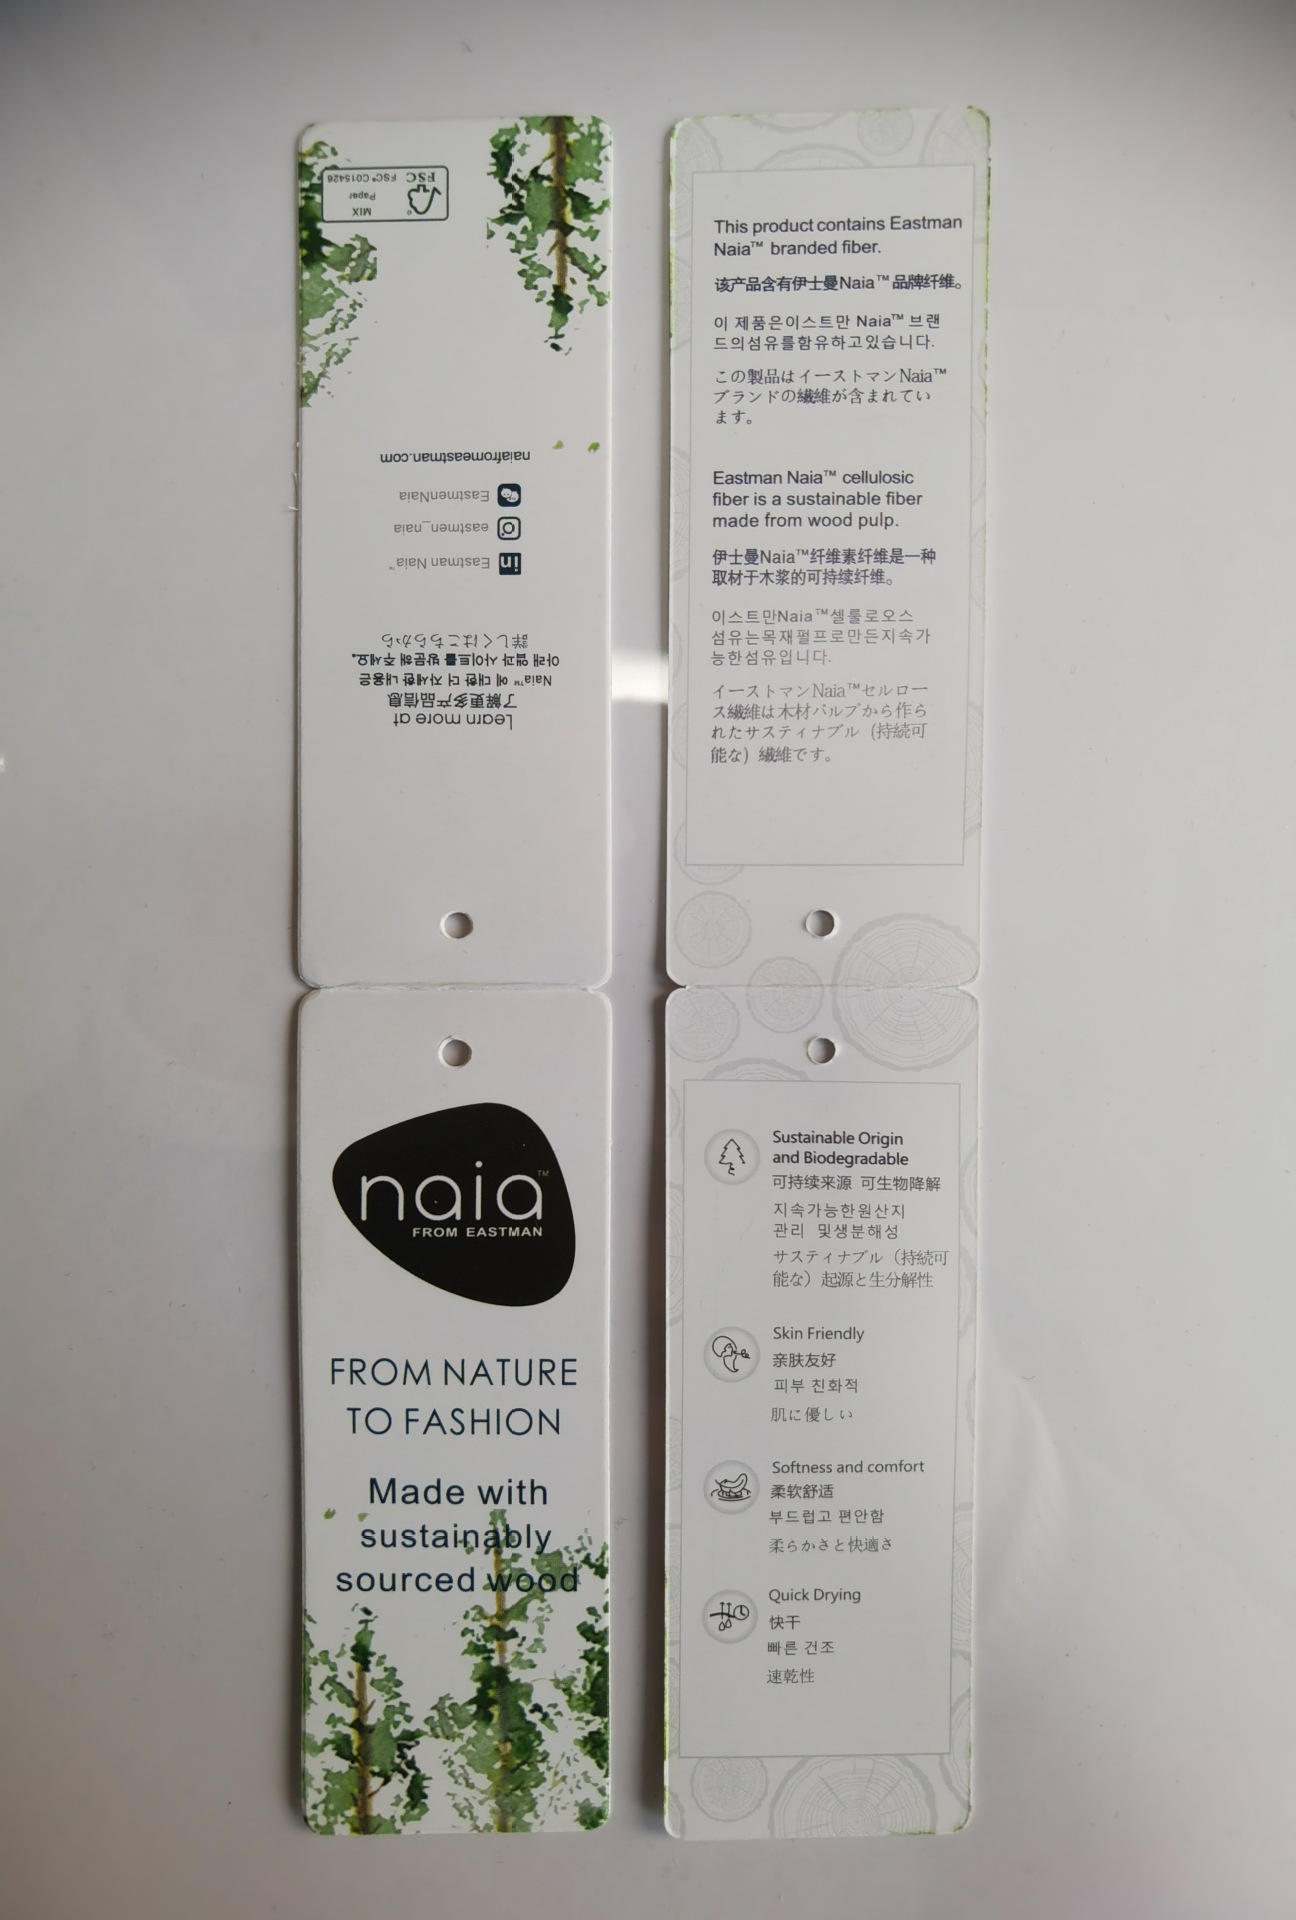 FSC
FSC® C015426
MIX
Paper
Learn more at
了解更多产品信息
Naia™ 에 대한 더 자세한 내용은
아래 앱과 사이트를 방문해 주세요。
詳しくはこちらから
Eastman Naia™
eastmen_naia
EastmenNaia
naiafromeastman.com
naia™
FROM EASTMAN
FROM NATURE
TO FASHION
Made with
sustainably
sourced wood
This product contains Eastman
Naia™ branded fiber.
该产品含有伊士曼Naia™品牌纤维。
이 제품은이스트만 Naia™ 브랜
드의섬유를함유하고있습니다.
この製品はイーストマンNaia™
ブランドの繊維が含まれてい
ます。
Eastman Naia™ cellulosic
fiber is a sustainable fiber
made from wood pulp.
伊士曼Naia™纤维素纤维是一种
取材于木浆的可持续纤维。
이스트만Naia™셀룰로오스
섬유는목재펄프로만든지속가
능한섬유입니다.
イーストマンNaia™セルロー
ス繊維は木材パルプから作ら
れたサスティナブル（持続可
能な）繊維です。
Sustainable Origin
and Biodegradable
可持续来源 可生物降解
지속가능한원산지
관리 및생분해성
サスティナブル（持続可
能な）起源と生分解性
Skin Friendly
亲肤友好
피부 친화적
肌に優しい
Softness and comfort
柔软舒适
부드럽고 편안함
柔らかさと快適さ
Quick Drying
快干
빠른 건조
速乾性